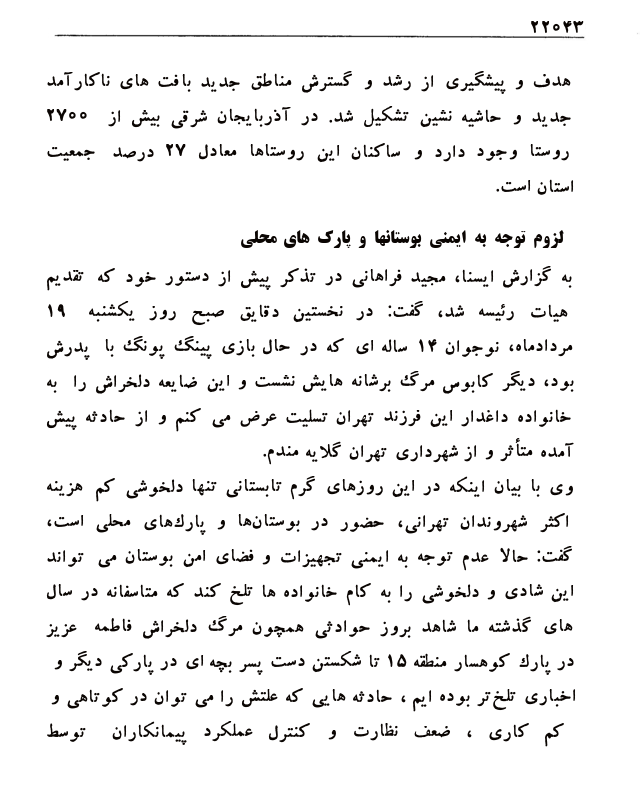 ۲۲۰۴۳
هدف و پیشگیری از رشد و گسترش مناطق جدید بافت های ناکارآمد
جدید و حاشیه نشین تشکیل شد. در آذربایجان شرقی بیش از ۲۷۰۰
روستا وجود دارد و ساکنان این روستاها معادل ۲۷ درصد جمعیت
استان است.
لزوم توجه به ایمنی بوستانها و پارک های محلی
به گزارش ایسنا، مجید فراهانی در تذکر پیش از دستور خود که تقدیم
هیات رئیسه شد، گفت: در نخستین دقایق صبح روز یکشنبه ۱۹
مردادماه، نوجوان ۱۴ ساله ای که در حال بازی پینگ پونگ با پدرش
بود، دیگر کابوس مرگ برشانه هایش نشست و این ضایعه دلخراش را به
خانواده داغدار این فرزند تهران تسلیت عرض می کنم و از حادثه پیش
آمده متأثر و از شهرداری تهران گلایه مندم.
وی با بیان اینکه در این روزهای گرم تابستانی تنها دلخوشی کم هزینه
اکثر شهروندان تهرانی، حضور در بوستان‌ها و پارک‌های محلی است،
گفت: حالا عدم توجه به ایمنی تجهیزات و فضای امن بوستان می تواند
این شادی و دلخوشی را به کام خانواده ها تلخ کند که متاسفانه در سال
های گذشته ما شاهد بروز حوادثی همچون مرگ دلخراش فاطمه عزیز
در پارک کوهسار منطقه ۱۵ تا شکستن دست پسر بچه ای در پارکی دیگر و
اخباری تلخ‌تر بوده ایم ، حادثه هایی که علتش را می توان در کوتاهی و
کم کاری ، ضعف نظارت و کنترل عملکرد پیمانکاران توسط